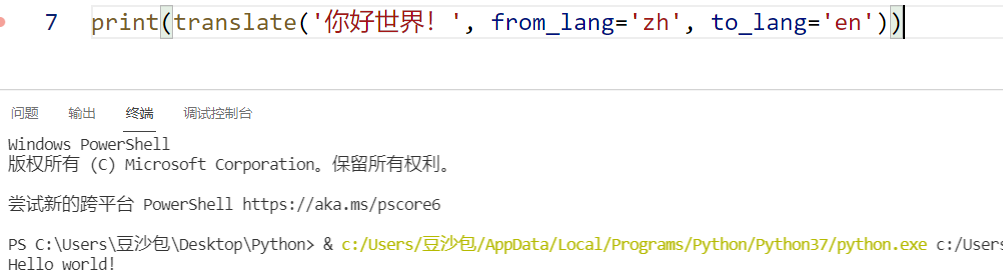 7 print(translate('你好世界！', from_lang='zh', to_lang='en'))
问题 输出 终端 调试控制台
Windows PowerShell
版权所有 (C) Microsoft Corporation。保留所有权利。
尝试新的跨平台 PowerShell https://aka.ms/pscore6
PS C:\Users\豆沙包\Desktop\Python> & c:/Users/豆沙包/AppData/Local/Programs/Python/Python37/python.exe c:/Users
Hello world!